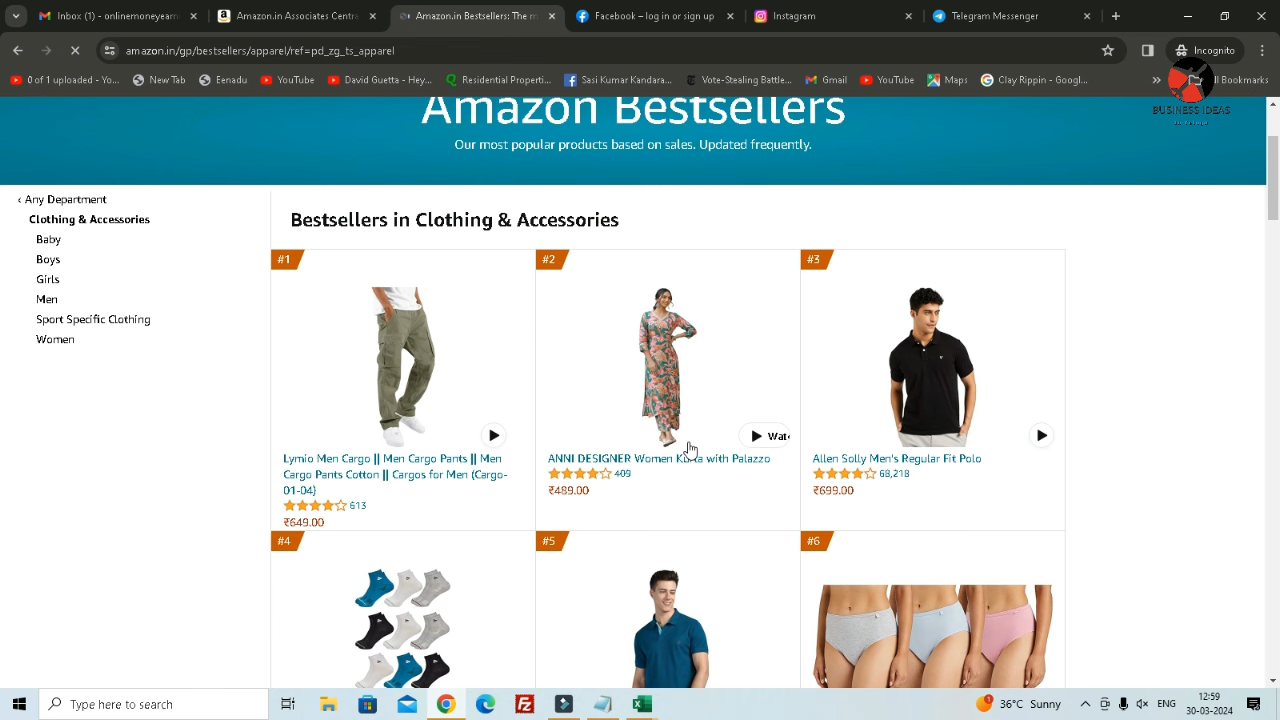 Inbox (1) - onlinemoneyearn
Amazon.in Associates Centr
Amazon.in Bestsellers: The m
Facebook – log in or sign up
Instagram
Telegram Messenger
amazon.in/gp/bestsellers/apparel/ref=pd_zg_ts_apparel
Incognito
0 of 1 uploaded - Yo...
New Tab
Eenadu
YouTube
David Guetta - Hey...
Residential Properti...
Sasi Kumar Kandara...
Vote-Stealing Battle...
Gmail
YouTube
Maps
Clay Rippin - Googl...
ll Bookmarks
BUSINESS IDEAS
Amazon Bestsellers
Our most popular products based on sales. Updated frequently.
‹ Any Department
Clothing & Accessories
Baby
Boys
Girls
Men
Sport Specific Clothing
Women
Bestsellers in Clothing & Accessories
#1
#2
#3
Lymio Men Cargo || Men Cargo Pants || Men
Cargo Pants Cotton || Cargos for Men (Cargo-
01-04)
613
₹649.00
ANNI DESIGNER Women Kurta with Palazzo
409
₹489.00
Allen Solly Men's Regular Fit Polo
68,218
₹699.00
#4
#5
#6
Type here to search
36°C Sunny
ENG
12:59
30-03-2024